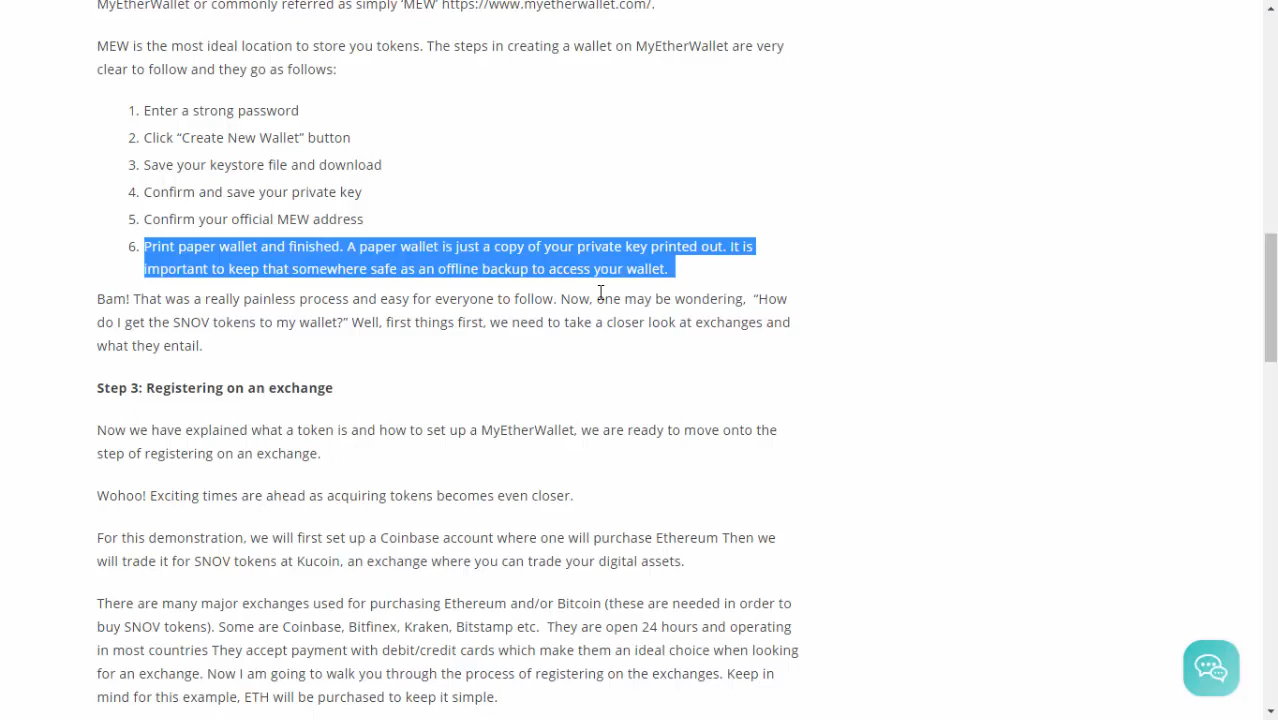 MyEtherWallet or commonly referred as simply ‘MEW’ https://www.myetherwallet.com/.
MEW is the most ideal location to store you tokens. The steps in creating a wallet on MyEtherWallet are very
clear to follow and they go as follows:
1. Enter a strong password
2. Click “Create New Wallet” button
3. Save your keystore file and download
4. Confirm and save your private key
5. Confirm your official MEW address
6. Print paper wallet and finished. A paper wallet is just a copy of your private key printed out. It is
important to keep that somewhere safe as an offline backup to access your wallet.
Bam! That was a really painless process and easy for everyone to follow. Now, one may be wondering,  “How
do I get the SNOV tokens to my wallet?” Well, first things first, we need to take a closer look at exchanges and
what they entail.
Step 3: Registering on an exchange
Now we have explained what a token is and how to set up a MyEtherWallet, we are ready to move onto the
step of registering on an exchange.
Wohoo! Exciting times are ahead as acquiring tokens becomes even closer.
For this demonstration, we will first set up a Coinbase account where one will purchase Ethereum Then we
will trade it for SNOV tokens at Kucoin, an exchange where you can trade your digital assets.
There are many major exchanges used for purchasing Ethereum and/or Bitcoin (these are needed in order to
buy SNOV tokens). Some are Coinbase, Bitfinex, Kraken, Bitstamp etc.  They are open 24 hours and operating
in most countries They accept payment with debit/credit cards which make them an ideal choice when looking
for an exchange. Now I am going to walk you through the process of registering on the exchanges. Keep in
mind for this example, ETH will be purchased to keep it simple.